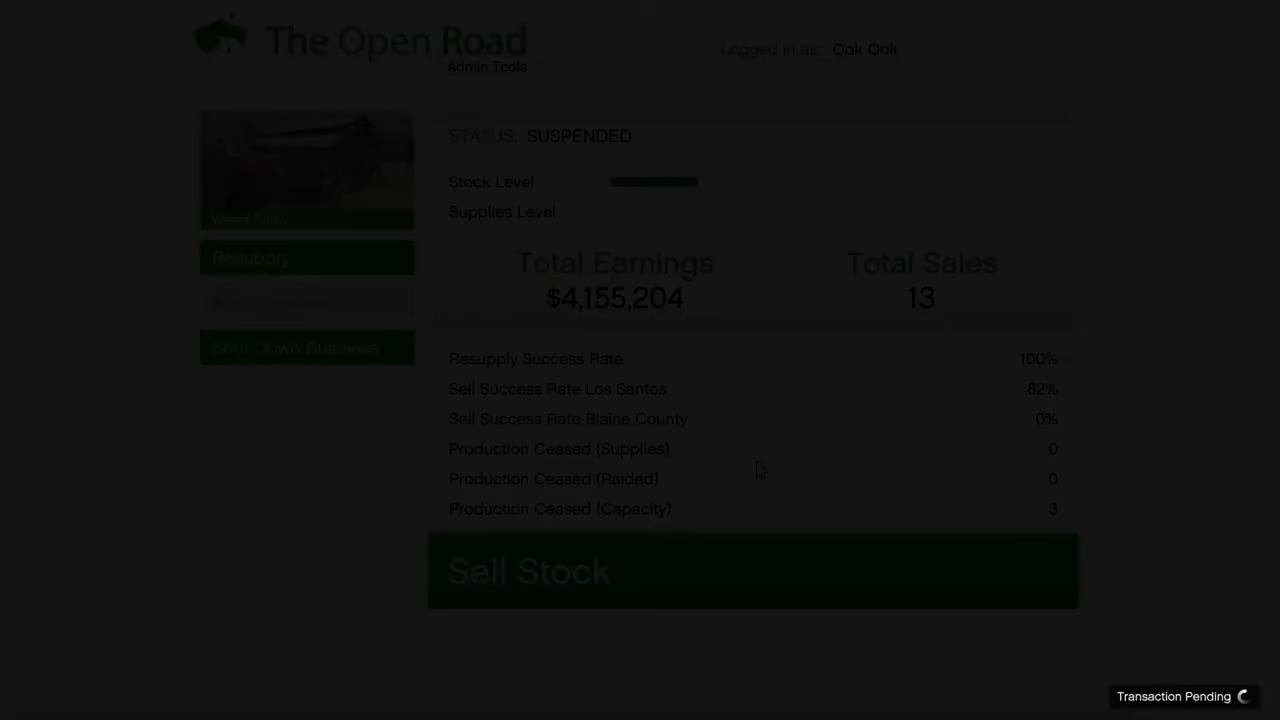 The Open Road
Admin Tools
Logged in as: Ook Ook
STATUS: SUSPENDED
Stock Level
Supplies Level
Weed Farm
Resupply
Total Earnings
$4,155,204
Total Sales
13
Shut Down Business
Resupply Success Rate 100%
Sell Success Rate Los Santos 82%
Sell Success Rate Blaine County 0%
Production Ceased (Supplies) 0
Production Ceased (Raided) 0
Production Ceased (Capacity) 3
Sell Stock
Transaction Pending